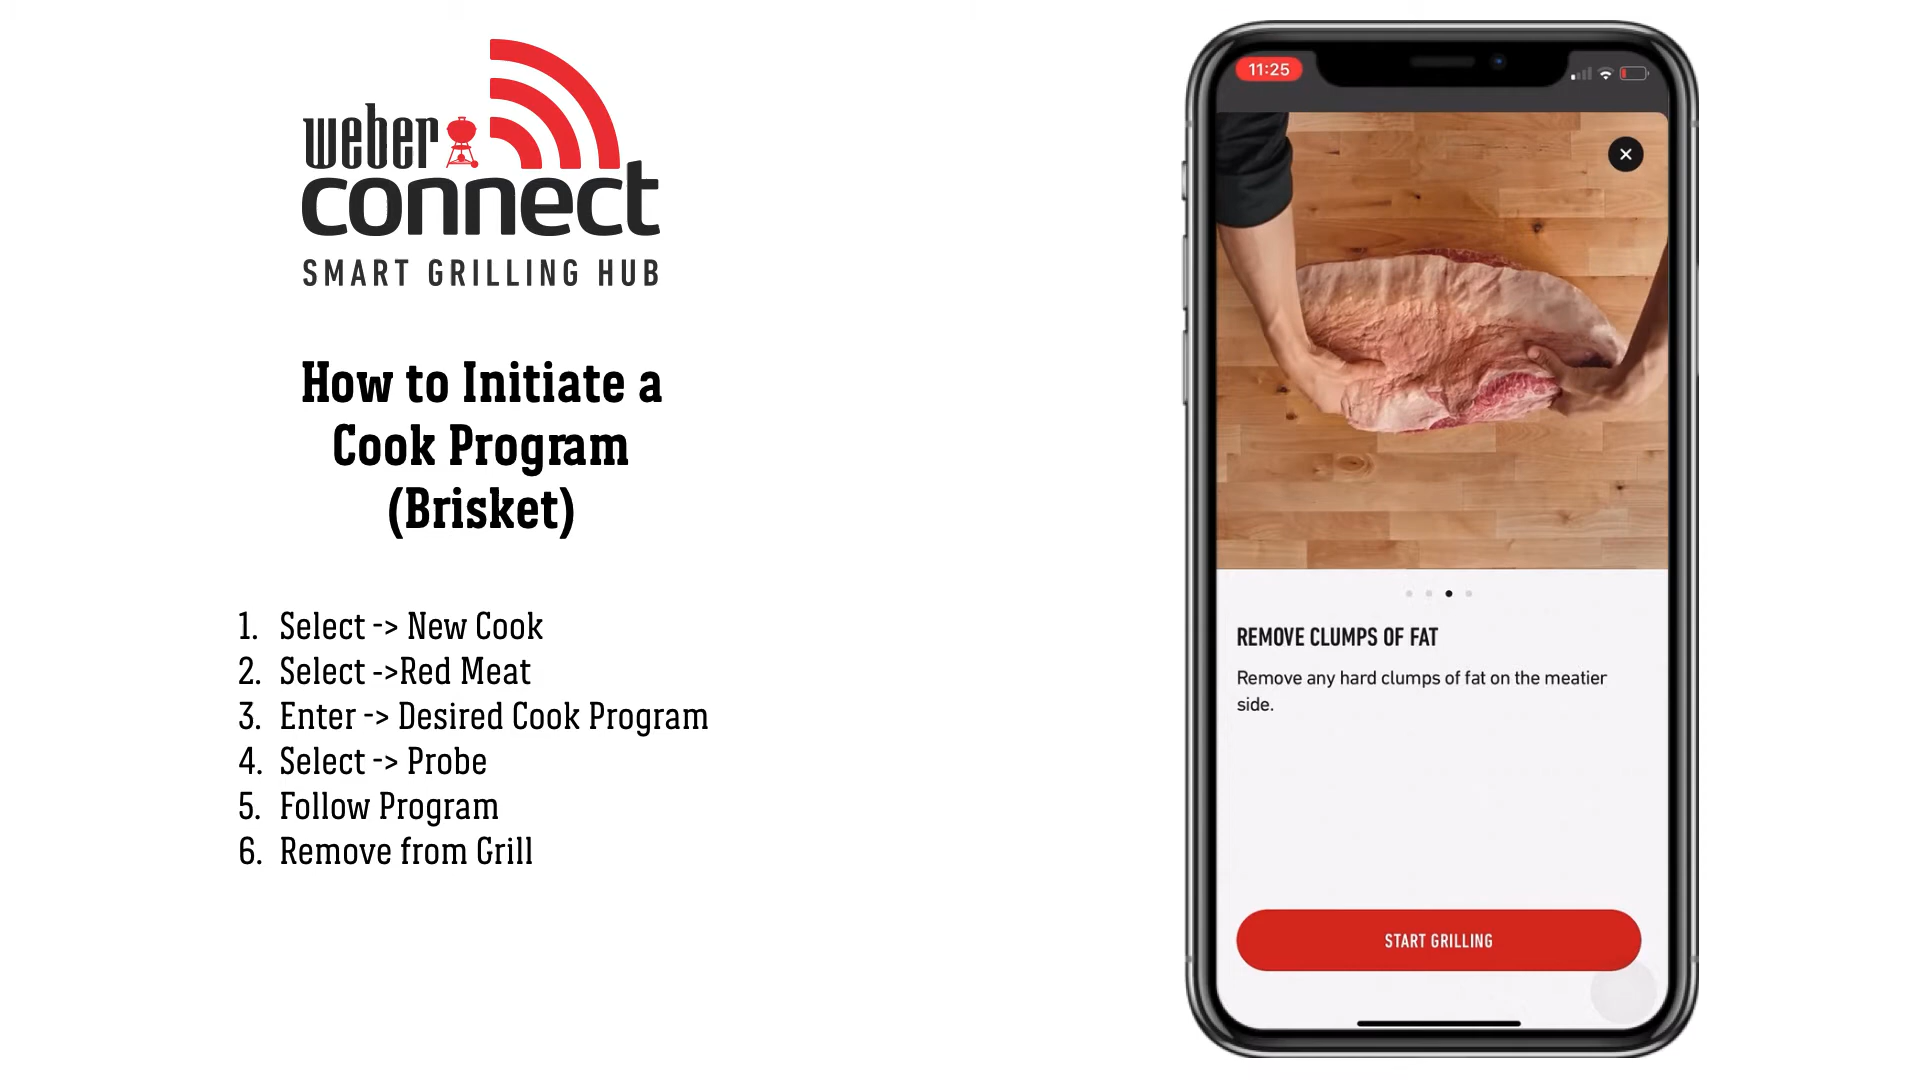 weber
connect
SMART GRILLING HUB
How to Initiate a
Cook Program
(Brisket)
1. Select -> New Cook
2. Select ->Red Meat
3. Enter -> Desired Cook Program
4. Select -> Probe
5. Follow Program
6. Remove from Grill
11:25
REMOVE CLUMPS OF FAT
Remove any hard clumps of fat on the meatier
side.
START GRILLING